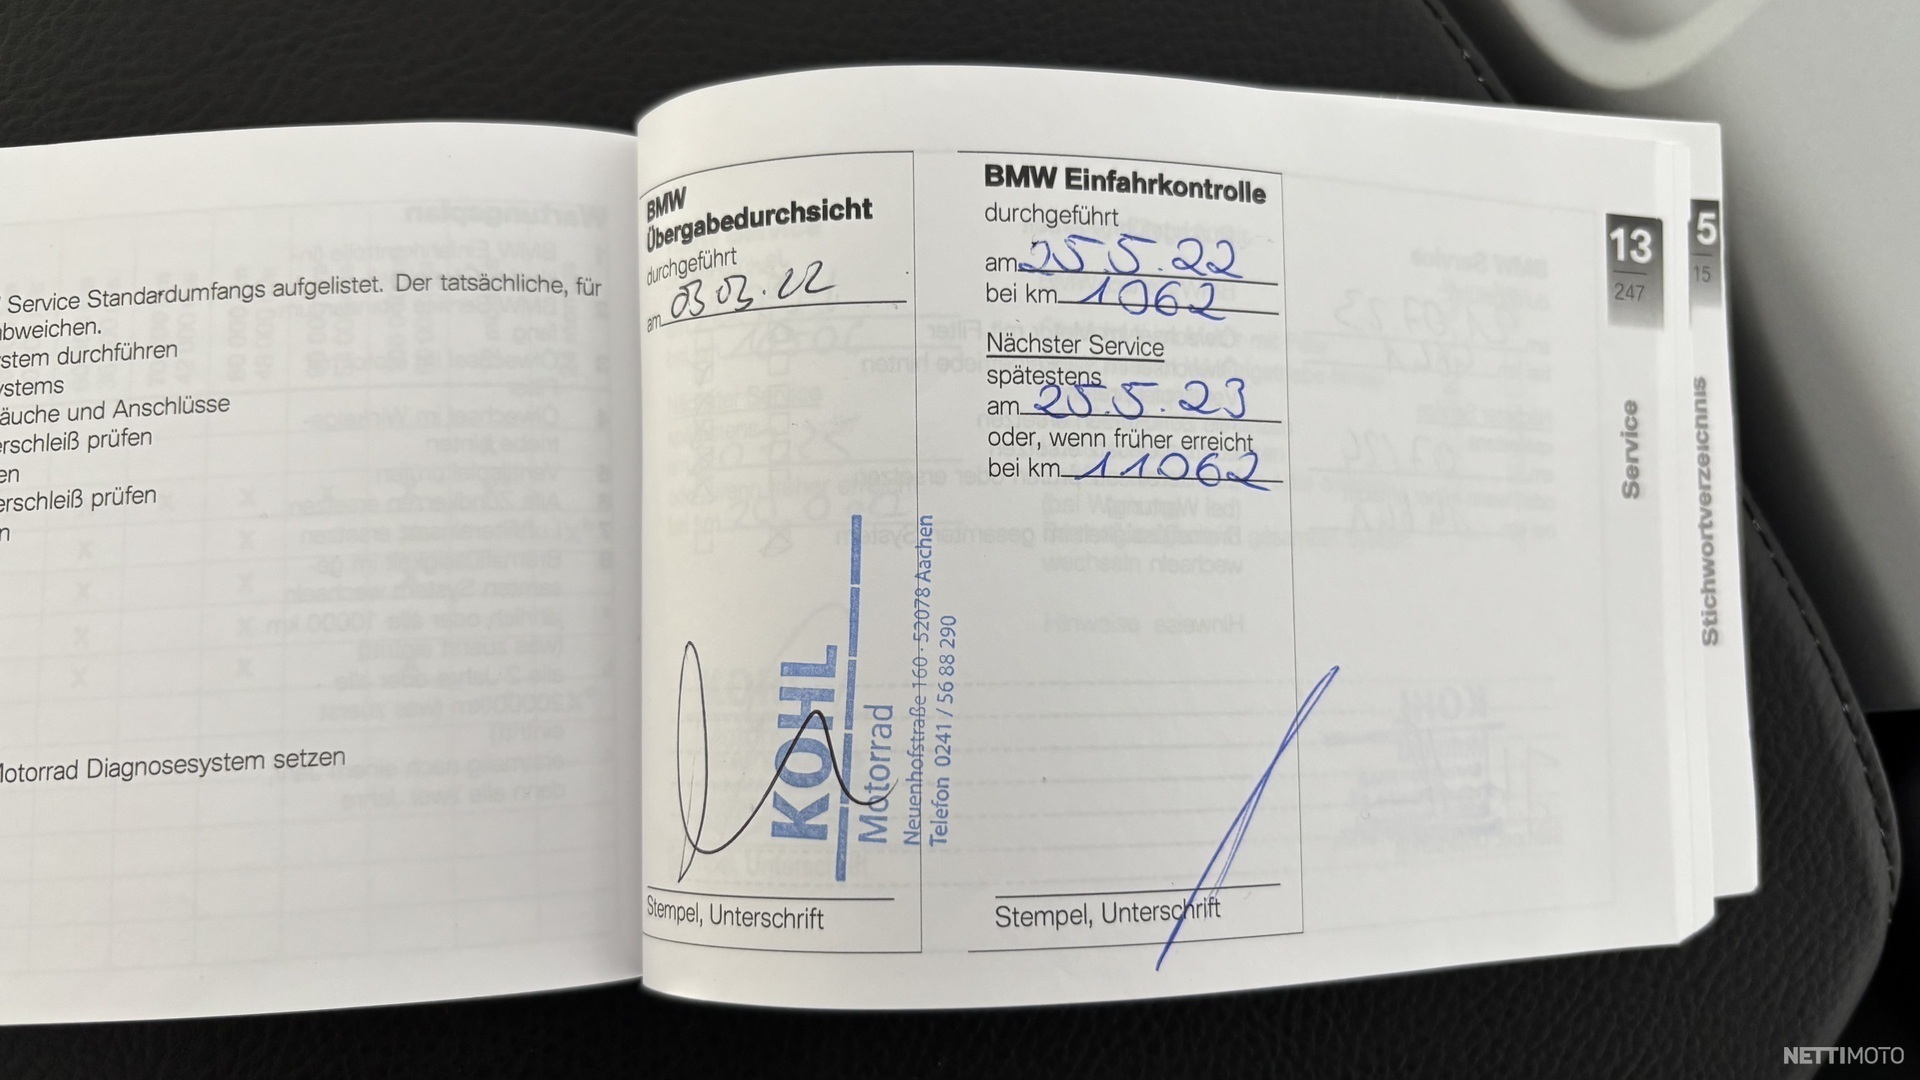 Service Standardumfangs aufgelistet. Der tatsächliche, für
bweichen.
stem durchführen
ystems
äuche und Anschlüsse
erschleiß prüfen
en
erschleiß prüfen
n
Motorrad Diagnosesystem setzen
BMW
Übergabedurchsicht
durchgeführt
am 03 03.22
KOHL
Motorrad
Neuenhofstraße 160 · 52078 Aachen
Telefon 0241 / 56 88 290
Stempel, Unterschrift
BMW Einfahrkontrolle
durchgeführt
am 25.5.22
bei km 1062
Nächster Service
spätestens
am 25.5.23
oder, wenn früher erreicht,
bei km 11062
Stempel, Unterschrift
13
247
Service
5
15
Stichwortverzeichnis
NETTIMOTO